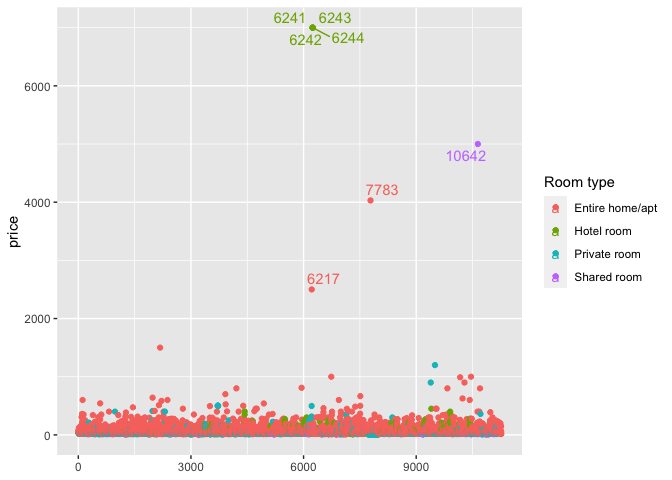 6241 6243
6242 6244
6000
10642
7783
4000
price
6217
2000
0
0 3000 6000 9000
Room type
Entire home/apt
Hotel room
Private room
Shared room